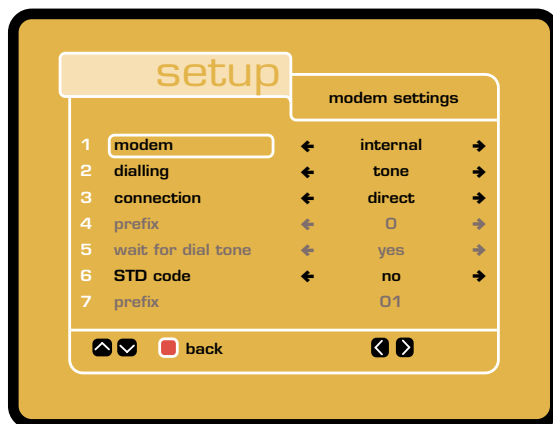 setup
modem settings
1 modem internal
2 dialling tone
3 connection direct
4 prefix 0
5 wait for dial tone yes
6 STD code no
7 prefix 01
back